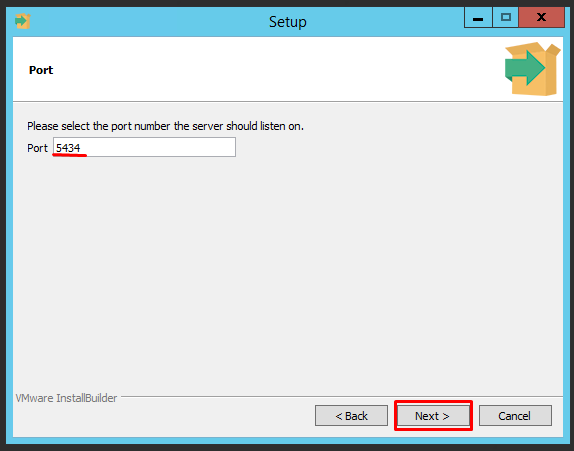 Setup
Port
Please select the port number the server should listen on.
Port 5434
VMware InstallBuilder
< Back Next > Cancel